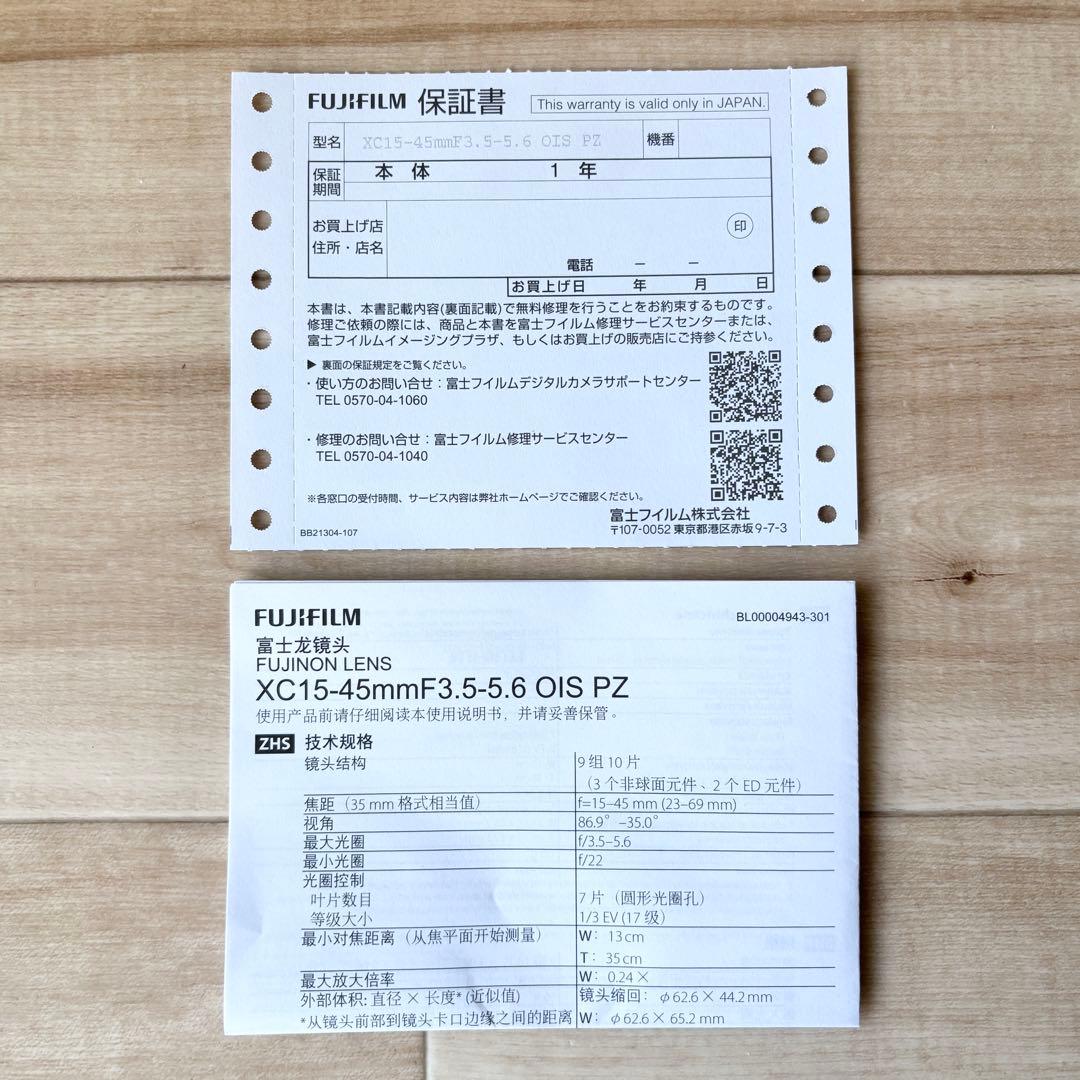 FUJIFILM 保証書 This warranty is valid only in JAPAN.
型名 XC15-45mmF3.5-5.6 OIS PZ 機番
保証期間 本 体 1 年
お買上げ店
住所・店名
印
電話 − −
お買上げ日 年 月 日
本書は、本書記載内容(裏面記載)で無料修理を行うことをお約束するものです。
修理ご依頼の際には、商品と本書を富士フイルム修理サービスセンターまたは、
富士フイルムイメージングプラザ、もしくはお買上げの販売店にご持参ください。
▶ 裏面の保証規定をご覧ください。
・使い方のお問い合せ：富士フイルムデジタルカメラサポートセンター
TEL 0570-04-1060
・修理のお問い合せ：富士フイルム修理サービスセンター
TEL 0570-04-1040
※各窓口の受付時間、サービス内容は弊社ホームページでご確認ください。
富士フイルム株式会社
BB21304-107 〒107-0052 東京都港区赤坂9-7-3
FUJIFILM BL00004943-301
富士龙镜头
FUJINON LENS
XC15-45mmF3.5-5.6 OIS PZ
使用产品前请仔细阅读本使用说明书，并请妥善保管。
ZHS 技术规格
镜头结构 9 组 10 片
（3 个非球面元件、2 个 ED 元件）
焦距（35 mm 格式相当值） f=15–45 mm (23–69 mm)
视角 86.9° –35.0°
最大光圈 f/3.5–5.6
最小光圈 f/22
光圈控制
叶片数目 7 片（圆形光圈孔）
等级大小 1/3 EV (17 级)
最小对焦距离（从焦平面开始测量） W：13 cm
T：35 cm
最大放大倍率 W：0.24 ×
外部体积: 直径 × 长度* (近似值) 镜头缩回：φ62.6 × 44.2 mm
*从镜头前部到镜头卡口边缘之间的距离 W：φ62.6 × 65.2 mm